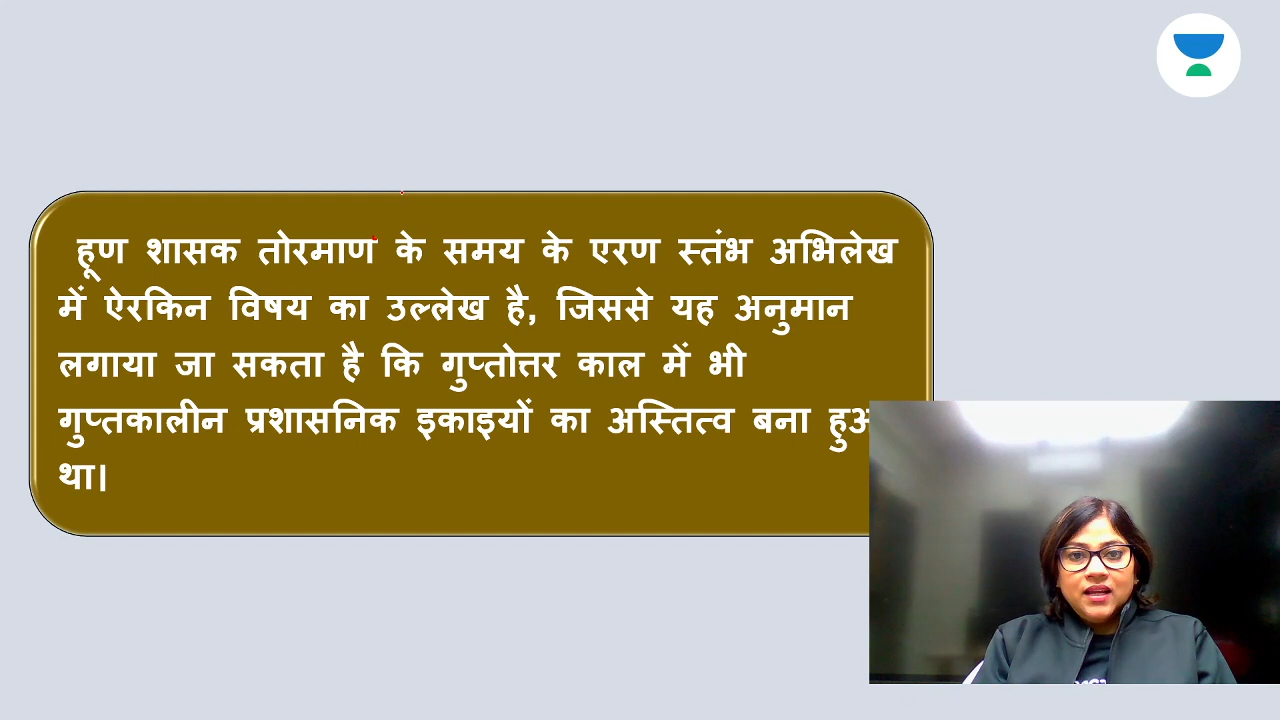 हूण शासक तोरमाण के समय के एरण स्तंभ अभिलेख
में ऐरकिन विषय का उल्लेख है, जिससे यह अनुमान
लगाया जा सकता है कि गुप्तोत्तर काल में भी
गुप्तकालीन प्रशासनिक इकाइयों का अस्तित्व बना
था।